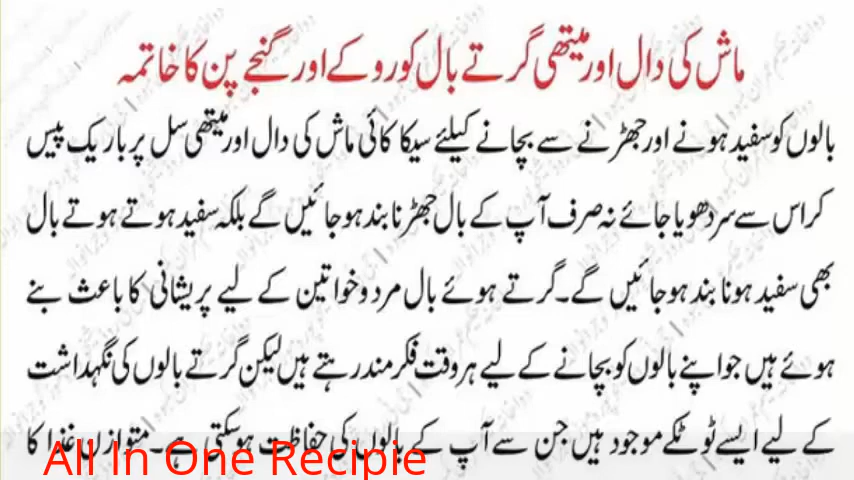 ماش کی دال اور میتھی گرتے بال کو روکے اور گنجے پن کا خاتمہ
بالوں کو سفید ہونے اور جھڑنے سے بچانے کیلئے سیکا کائی ماش کی دال اور میتھی سل پر باریک پیس
کر اس سے سر دھویا جائے نہ صرف آپ کے بال جھڑنا بند ہو جائیں گے بلکہ سفید ہوتے ہوتے بال
بھی سفید ہونا بند ہو جائیں گے۔ گرتے ہوئے بال مرد و خواتین کے لیے پریشانی کا باعث بنے
ہوئے ہیں جو اپنے بالوں کو بچانے کے لیے ہر وقت فکر مند رہتے ہیں لیکن گرتے بالوں کی نگہداشت
کے لیے ایسے ٹوٹکے موجود ہیں جن سے آپ کے بالوں کی حفاظت ہو سکتی ہے۔ متوازن غذا کا
All In One Recipie